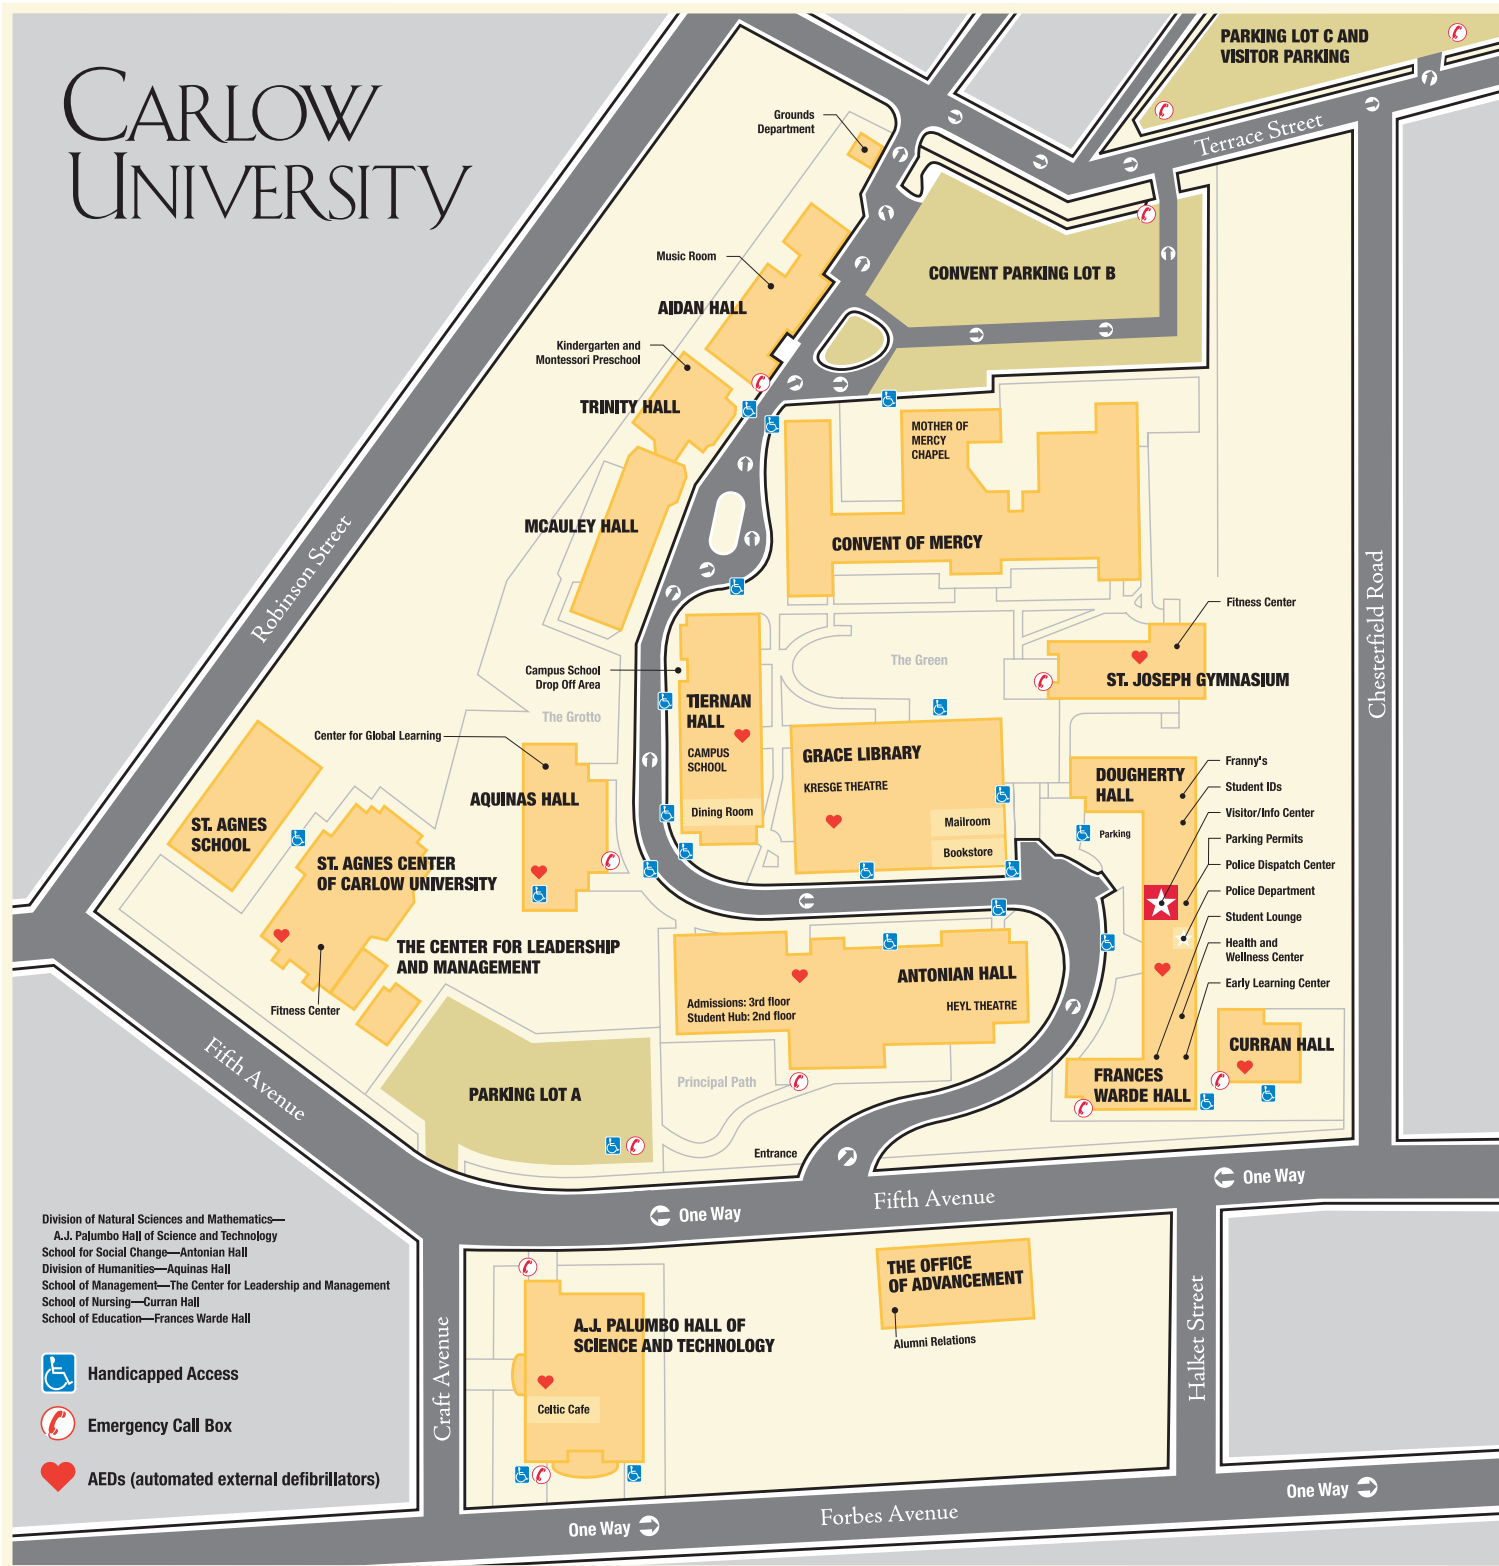 CARLOW
UNIVERSITY
PARKING LOT C AND
VISITOR PARKING
Terrace Street
Grounds
Department
CONVENT PARKING LOT B
Music Room
AIDAN HALL
Kindergarten and
Montessori Preschool
TRINITY HALL
MOTHER OF
MERCY
CHAPEL
MCAULEY HALL
CONVENT OF MERCY
Robinson Street
Chesterfield Road
Fitness Center
The Green
Campus School
Drop Off Area
ST. JOSEPH GYMNASIUM
TIERNAN
HALL
CAMPUS
SCHOOL
Dining Room
The Grotto
Center for Global Learning
AQUINAS HALL
GRACE LIBRARY
KRESGE THEATRE
Mailroom
Bookstore
DOUGHERTY
HALL
Parking
Franny's
Student IDs
Visitor/Info Center
Parking Permits
Police Dispatch Center
Police Department
Student Lounge
Health and
Wellness Center
Early Learning Center
ST. AGNES
SCHOOL
ST. AGNES CENTER
OF CARLOW UNIVERSITY
THE CENTER FOR LEADERSHIP
AND MANAGEMENT
Fitness Center
ANTONIAN HALL
Admissions: 3rd floor
Student Hub: 2nd floor
HEYL THEATRE
CURRAN HALL
FRANCES
WARDE HALL
Fifth Avenue
PARKING LOT A
Principal Path
Entrance
Fifth Avenue
One Way
One Way
Division of Natural Sciences and Mathematics—
A.J. Palumbo Hall of Science and Technology
School for Social Change—Antonian Hall
Division of Humanities—Aquinas Hall
School of Management—The Center for Leadership and Management
School of Nursing—Curran Hall
School of Education—Frances Warde Hall
Handicapped Access
Emergency Call Box
AEDs (automated external defibrillators)
Craft Avenue
A.J. PALUMBO HALL OF
SCIENCE AND TECHNOLOGY
Celtic Cafe
THE OFFICE
OF ADVANCEMENT
Alumni Relations
Halket Street
One Way
Forbes Avenue
One Way